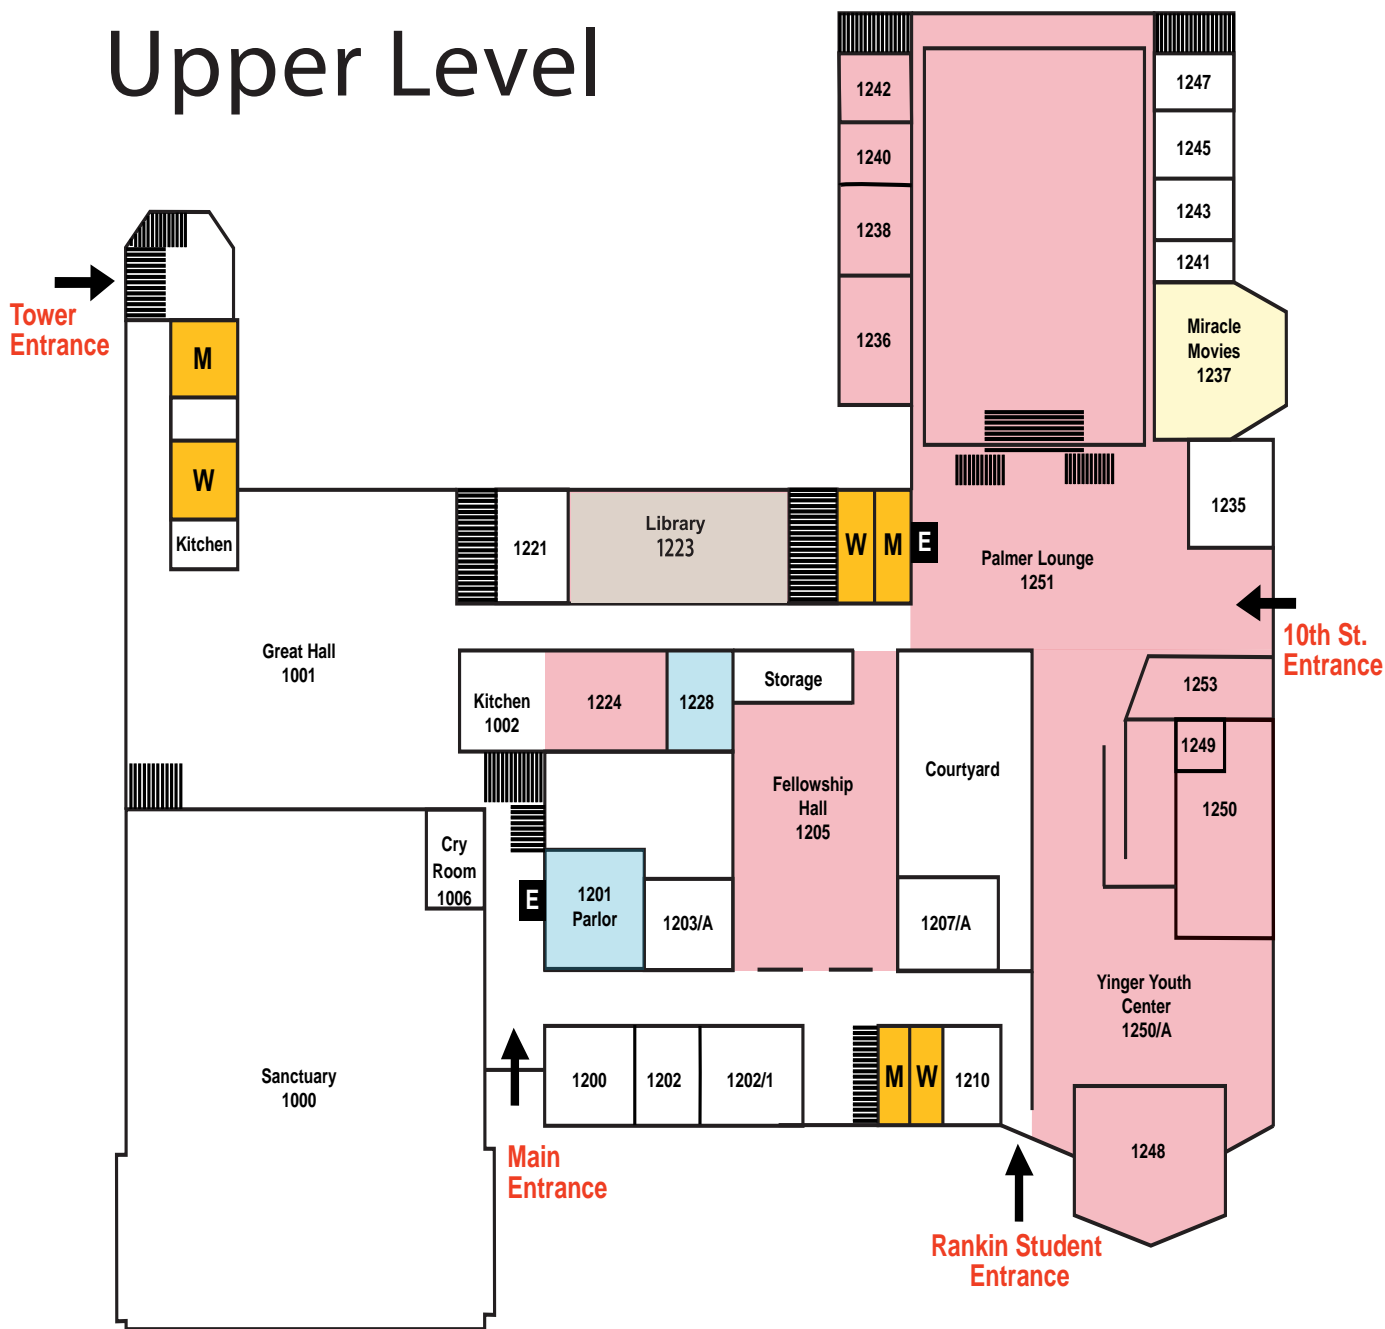 Upper Level
1242
1240
1238
1236
1247
1245
1243
1241
Miracle
Movies
1237
1235
Tower
Entrance
M
W
Kitchen
1221
Library
1223
W
M
E
Palmer Lounge
1251
10th St.
Entrance
Great Hall
1001
Kitchen
1002
1224
1228
Storage
1253
1249
1250
Courtyard
Fellowship
Hall
1205
Cry
Room
1006
E
1201
Parlor
1203/A
1207/A
Yinger Youth
Center
1250/A
Sanctuary
1000
1200
1202
1202/1
M
W
1210
1248
Main
Entrance
Rankin Student
Entrance